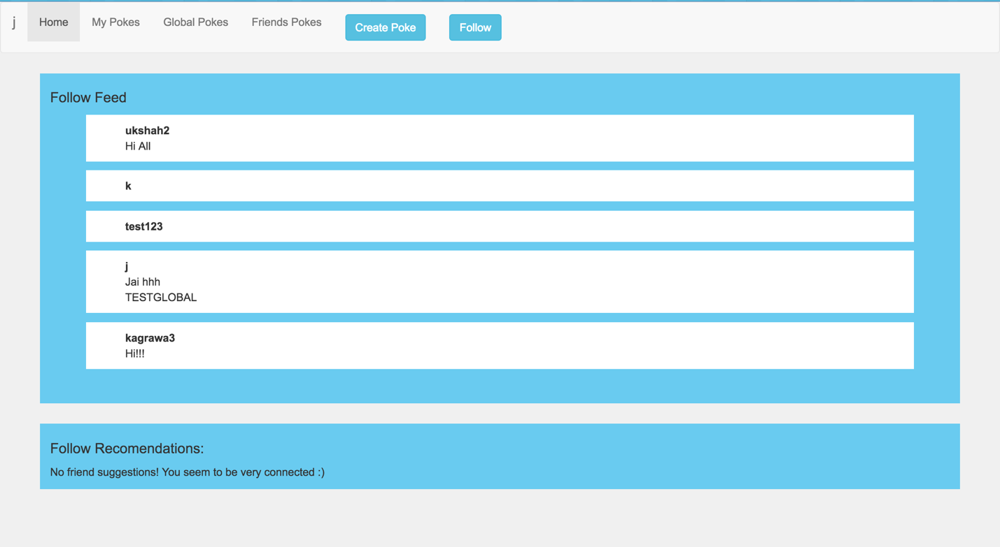 j Home My Pokes Global Pokes Friends Pokes Create Poke Follow
Follow Feed
ukshah2
Hi All
k
test123
j
Jai hhh
TESTGLOBAL
kagrawa3
Hi!!!
Follow Recomendations:
No friend suggestions! You seem to be very connected :)